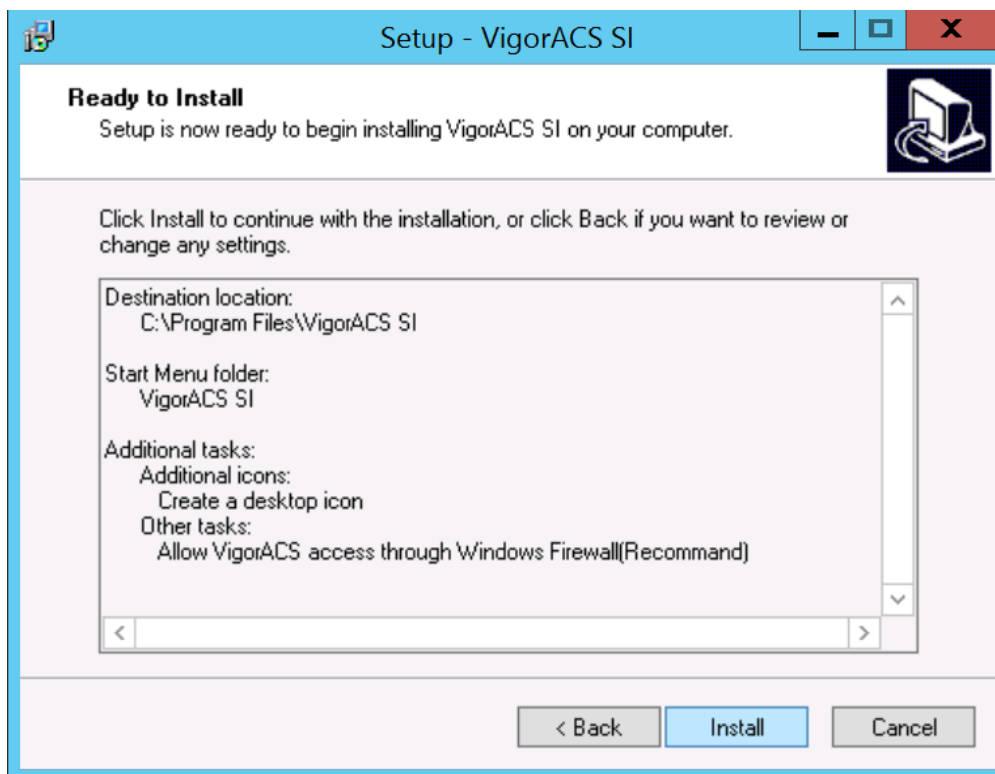 Setup - VigorACS SI
Ready to Install
Setup is now ready to begin installing VigorACS SI on your computer.
Click Install to continue with the installation, or click Back if you want to review or
change any settings.
Destination location:
C:\Program Files\VigorACS SI
Start Menu folder:
VigorACS SI
Additional tasks:
Additional icons:
Create a desktop icon
Other tasks:
Allow VigorACS access through Windows Firewall(Recommand)
< Back
Install
Cancel